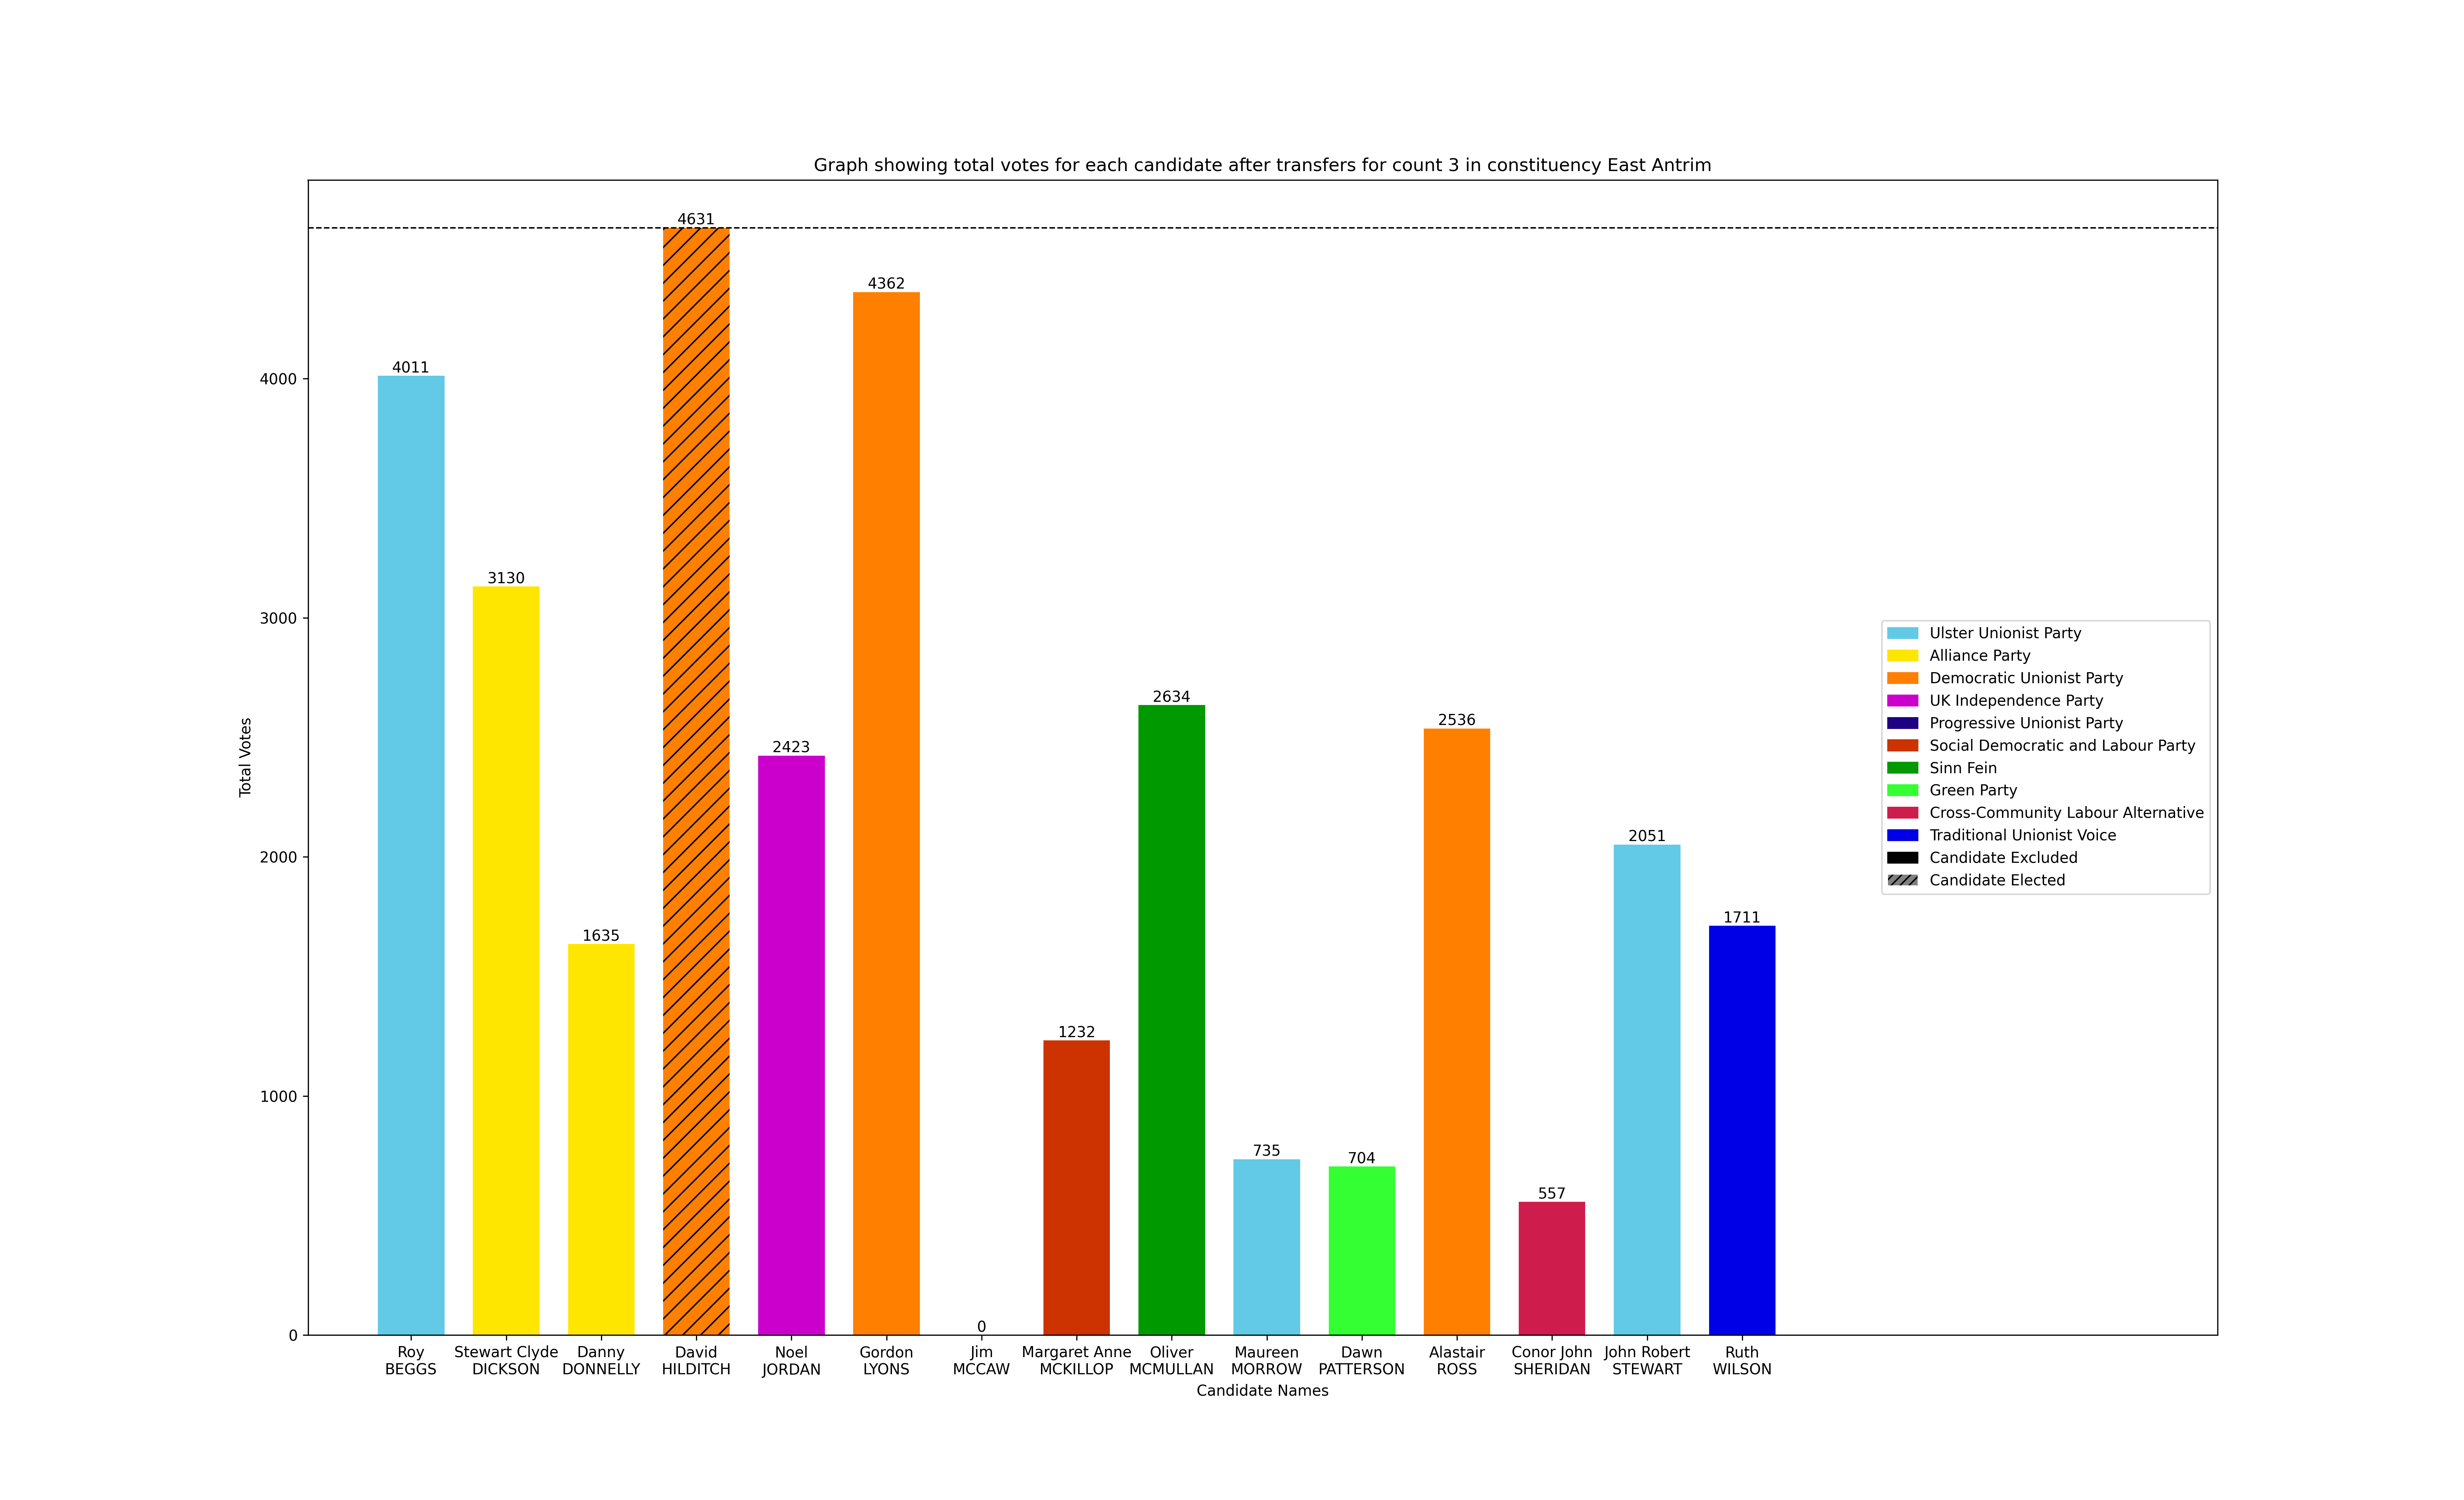 Graph showing total votes for each candidate after transfers for count 3 in constituency East Antrim
4631
4362
4011
4000
3130
3000
2634
2536
2423
2051
2000
1711
1635
1232
1000
735
704
557
0
0
Total Votes
Ulster Unionist Party
Alliance Party
Democratic Unionist Party
UK Independence Party
Progressive Unionist Party
Social Democratic and Labour Party
Sinn Fein
Green Party
Cross-Community Labour Alternative
Traditional Unionist Voice
Candidate Excluded
Candidate Elected
Roy
BEGGS
Stewart Clyde
DICKSON
Danny
DONNELLY
David
HILDITCH
Noel
JORDAN
Gordon
LYONS
Jim
MCCAW
Margaret Anne
MCKILLOP
Oliver
MCMULLAN
Maureen
MORROW
Dawn
PATTERSON
Alastair
ROSS
Conor John
SHERIDAN
John Robert
STEWART
Ruth
WILSON
Candidate Names